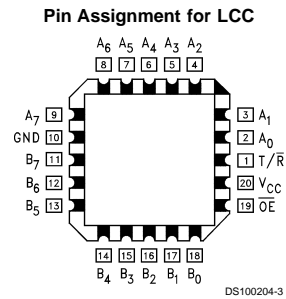 Pin Assignment for LCC
A6 A5 A4 A3 A2
8 7 6 5 4
A7 9
GND 10
B7 11
B6 12
B5 13
3 A1
2 A0
1 T/R̅
20 VCC
19 O̅E̅
14 15 16 17 18
B4 B3 B2 B1 B0
DS100204-3